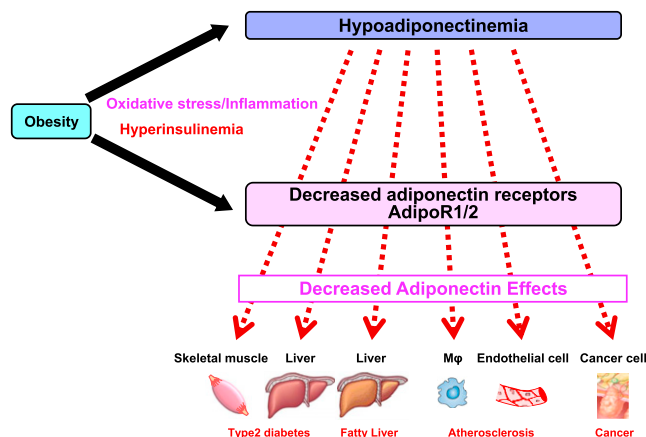 Hypoadiponectinemia
Oxidative stress/Inflammation
Obesity
Hyperinsulinemia
Decreased adiponectin receptors
AdipoR1/2
Decreased Adiponectin Effects
Skeletal muscle Liver Liver Mφ Endothelial cell Cancer cell
Type2 diabetes Fatty Liver Atherosclerosis Cancer